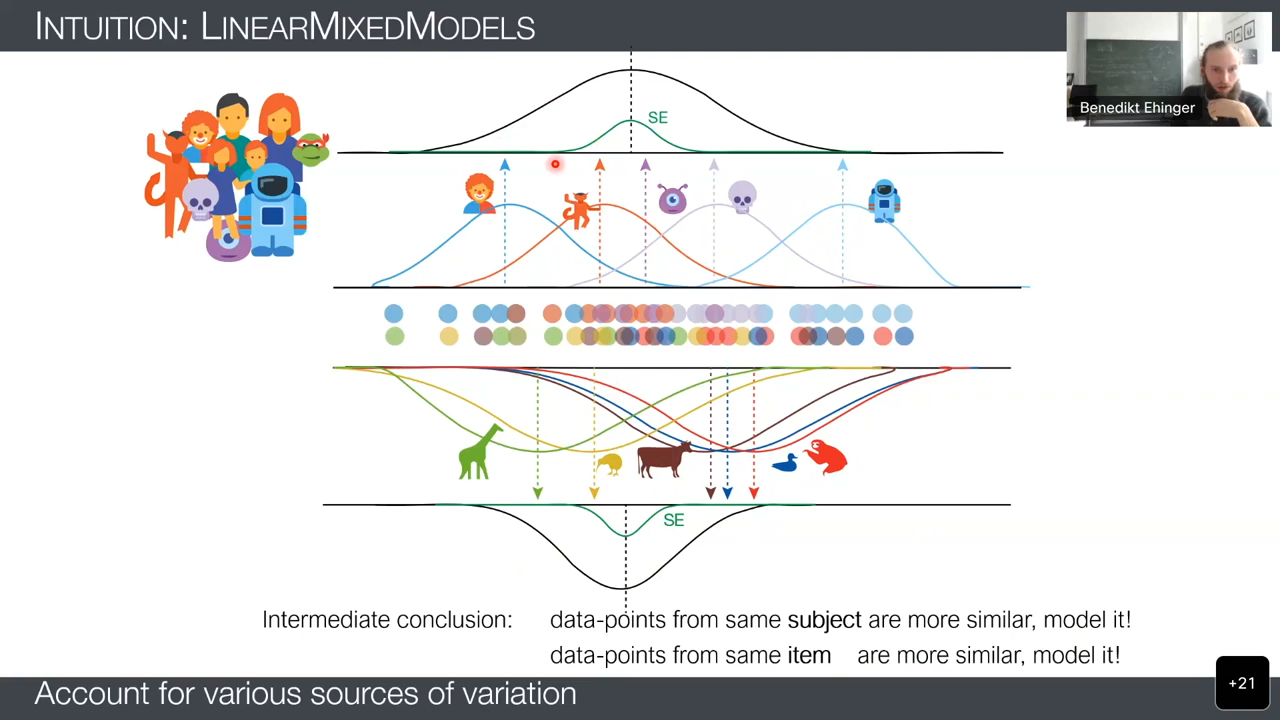 INTUITION: LINEARMIXEDMODELS
Benedikt Ehinger
SE
SE
Intermediate conclusion: data-points from same subject are more similar, model it!
data-points from same item are more similar, model it!
Account for various sources of variation
+21